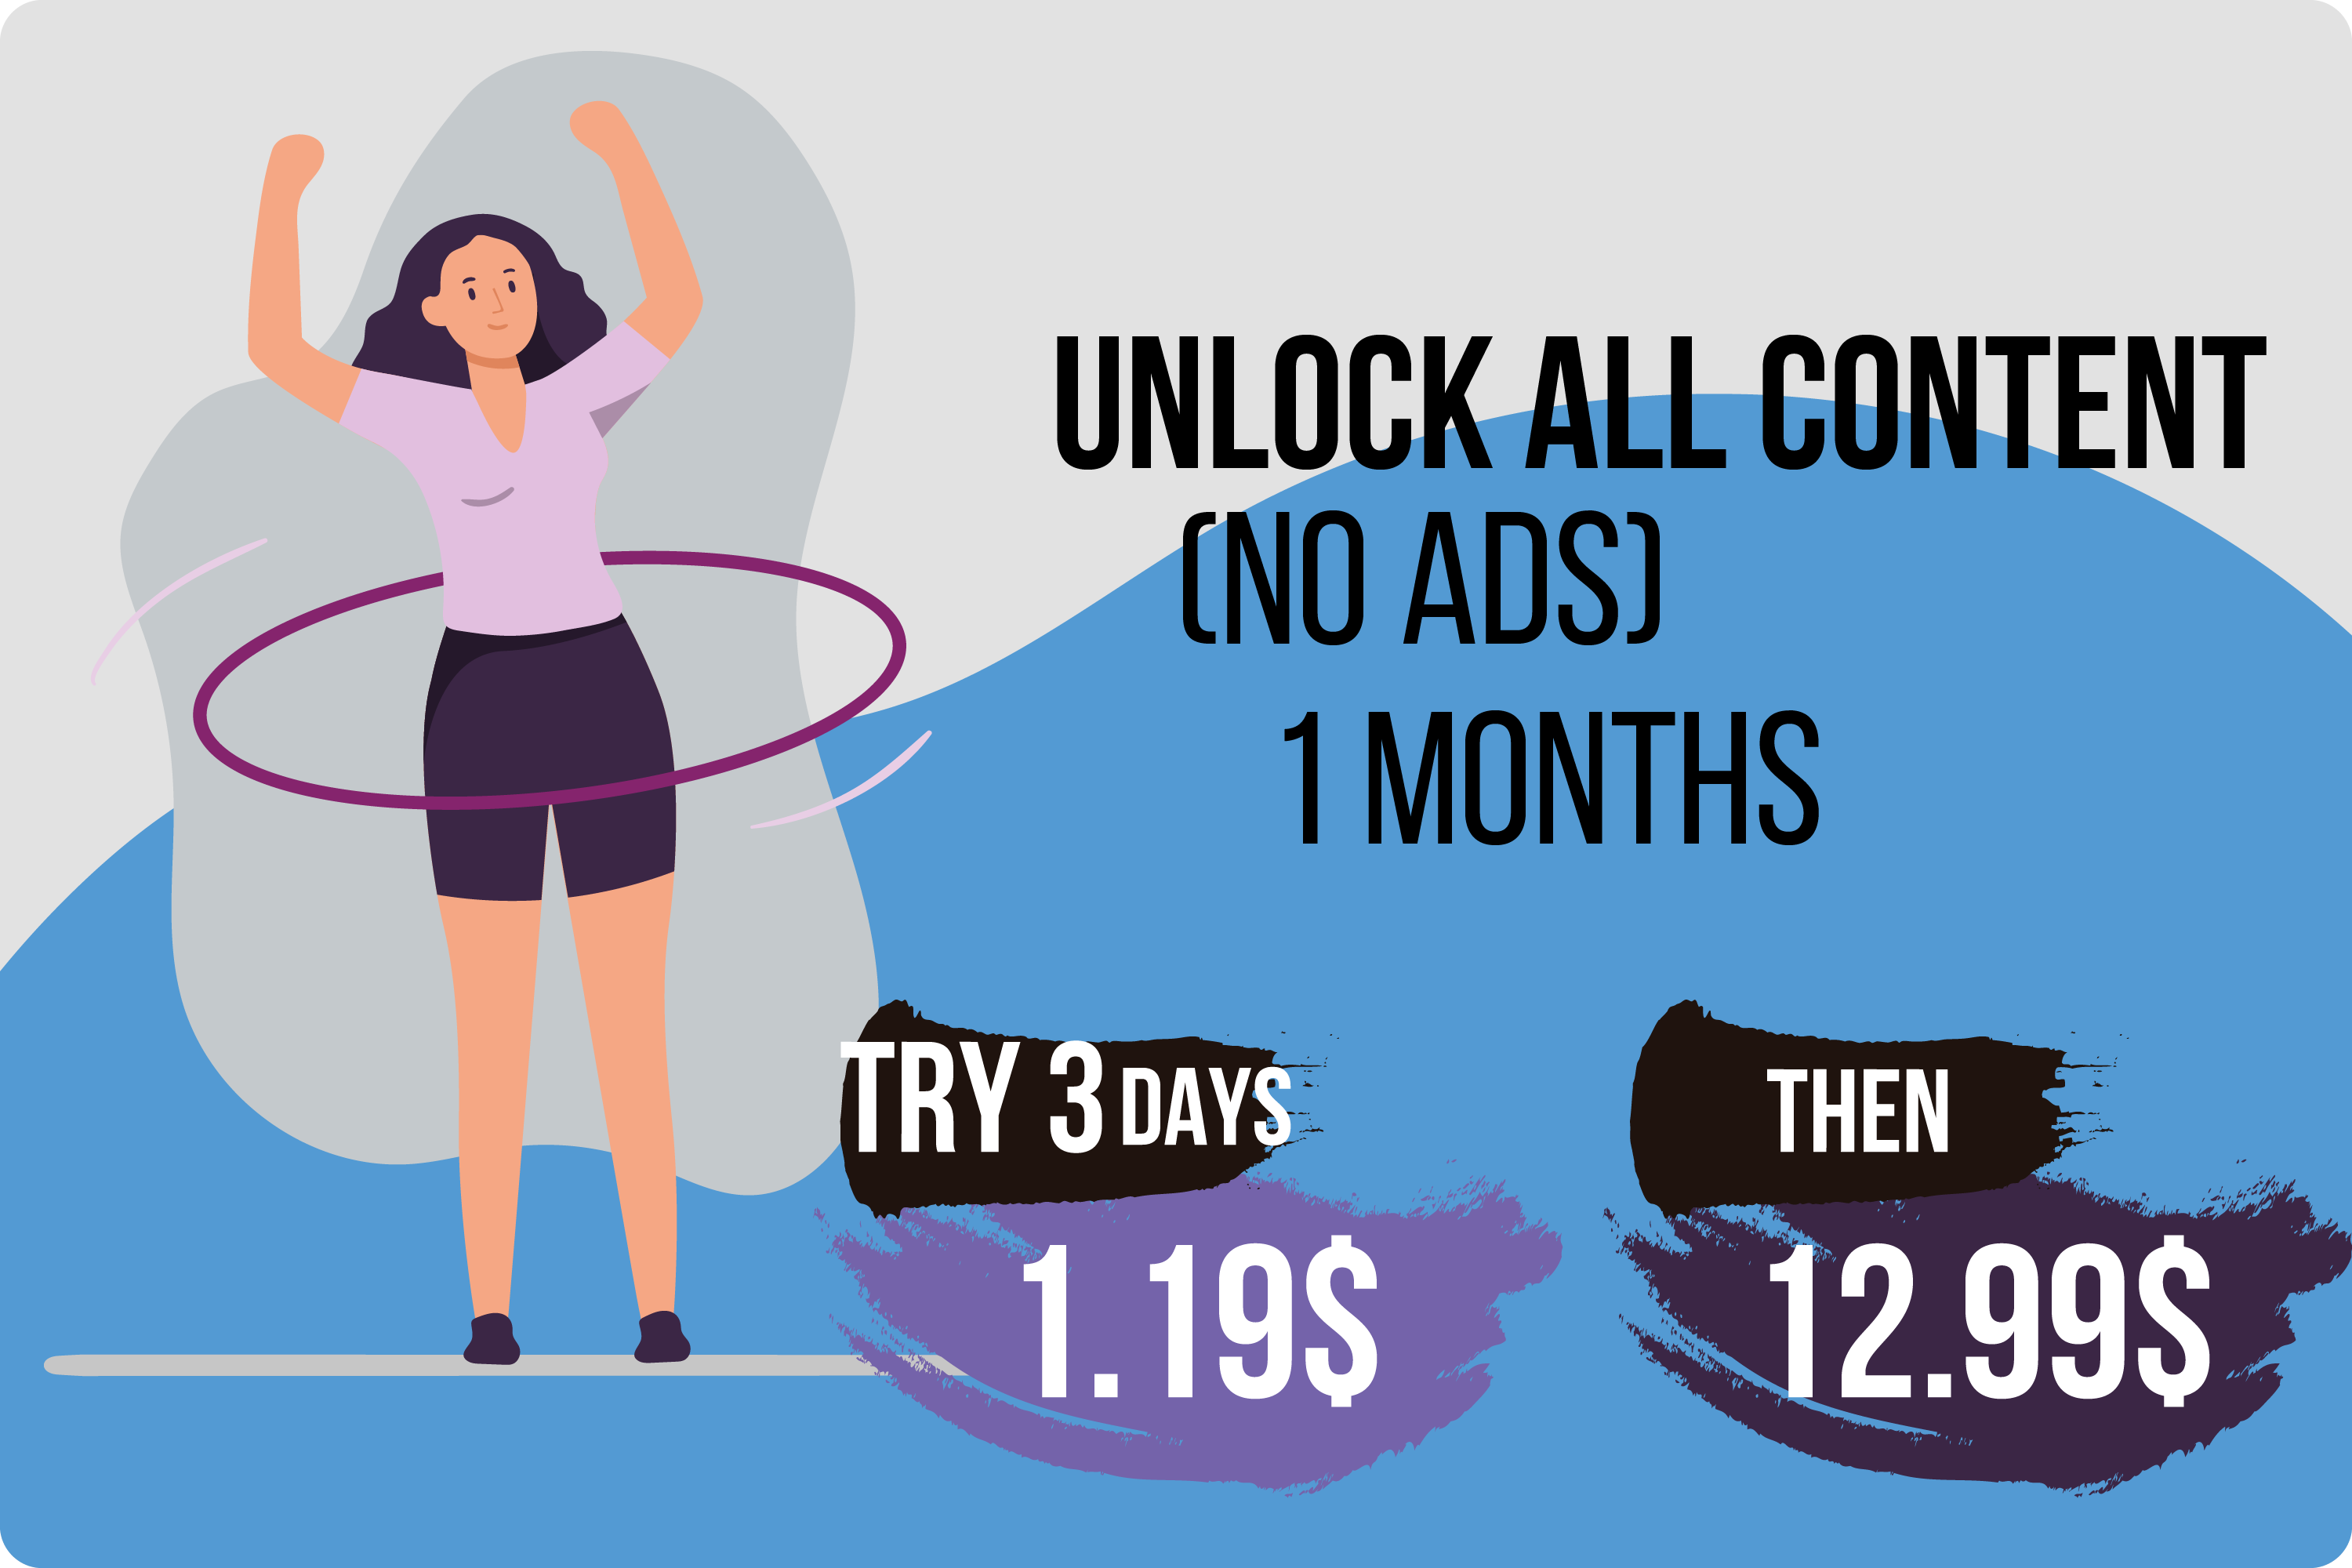 UNLOCK ALL CONTENT
(NO ADS)
1 MONTHS
TRY 3 DAYS
1.19$
THEN
12.99$